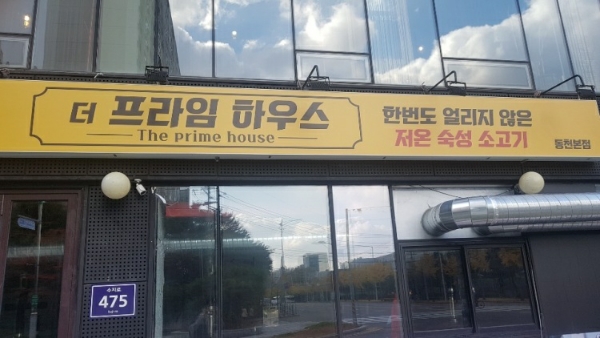 더 프라임 하우스
The prime house
한번도 얼리지 않은
저온 숙성 소고기
동천본점
수지로
475